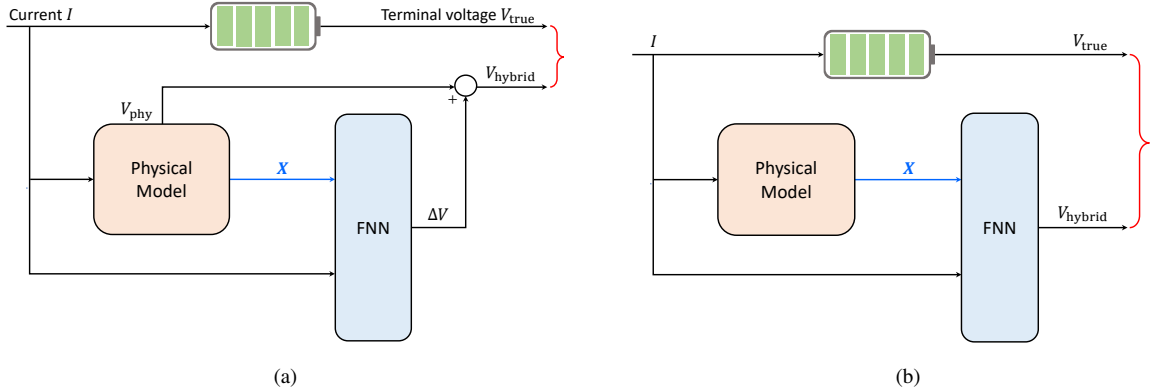 Current I
Terminal voltage V_true
V_hybrid
+
V_phy
Physical
Model
X
FNN
ΔV
(a)
I
V_true
Physical
Model
X
FNN
V_hybrid
(b)